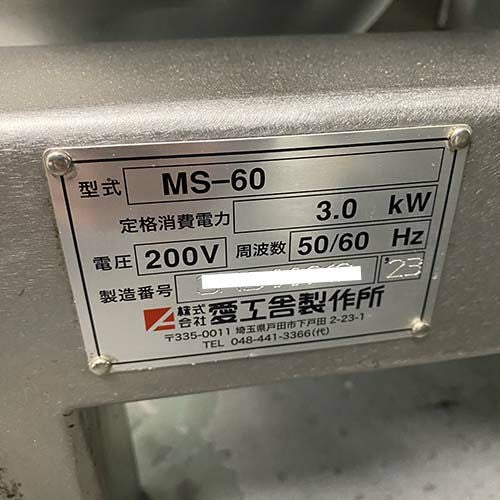 型式 MS-60
定格消費電力 3.0 kW
電圧 200V 周波数 50/60 Hz
製造番号 '23
株式会社 愛工舎製作所
〒335-0011 埼玉県戸田市下戸田 2-23-1
TEL 048-441-3366(代)